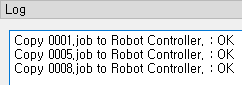 Log
Copy 0001.job to Robot Controller. : OK
Copy 0005.job to Robot Controller. : OK
Copy 0008.job to Robot Controller. : OK